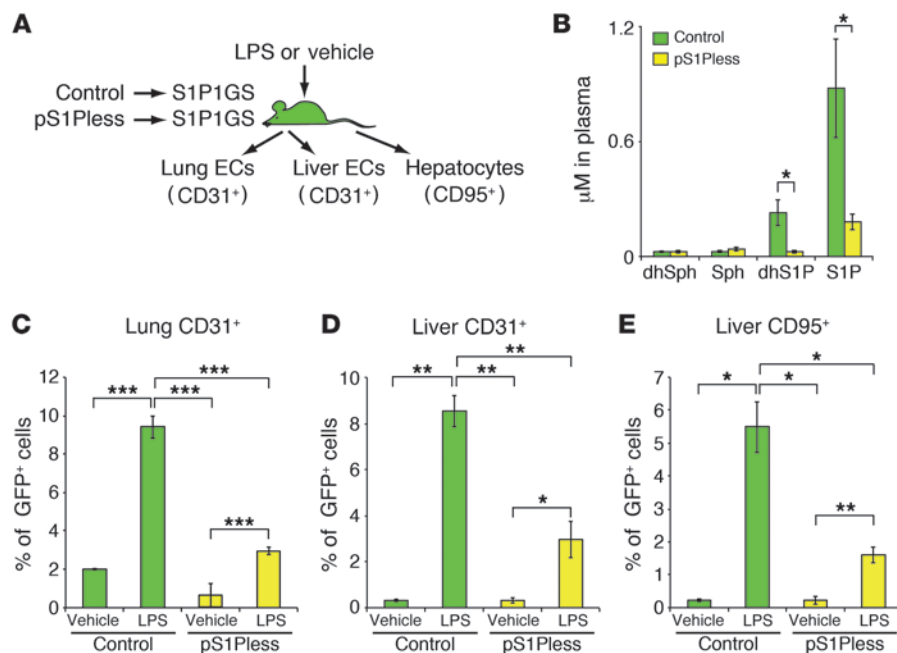 A
LPS or vehicle
Control S1P1GS
pS1Pless S1P1GS
Lung ECs Liver ECs Hepatocytes
(CD31+) (CD31+) (CD95+)
B
μM in plasma
1.2
0.6
0
Control
pS1Pless
*
*
dhSph Sph dhS1P S1P
C
Lung CD31+
% of GFP+ cells
12
10
8
6
4
2
0
***
*** ***
***
Vehicle LPS Vehicle LPS
Control pS1Pless
D
Liver CD31+
% of GFP+ cells
10
8
6
4
2
0
**
** **
*
Vehicle LPS Vehicle LPS
Control pS1Pless
E
Liver CD95+
% of GFP+ cells
7
6
5
4
3
2
1
0
*
* *
**
Vehicle LPS Vehicle LPS
Control pS1Pless